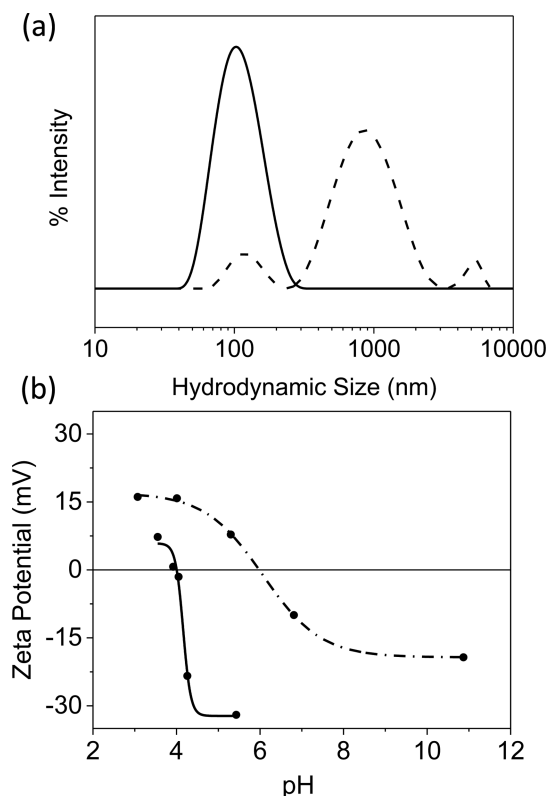 (a)
% Intensity
10 100 1000 10000
Hydrodynamic Size (nm)
(b)
Zeta Potential (mV)
30
15
0
-15
-30
2 4 6 8 10 12
pH